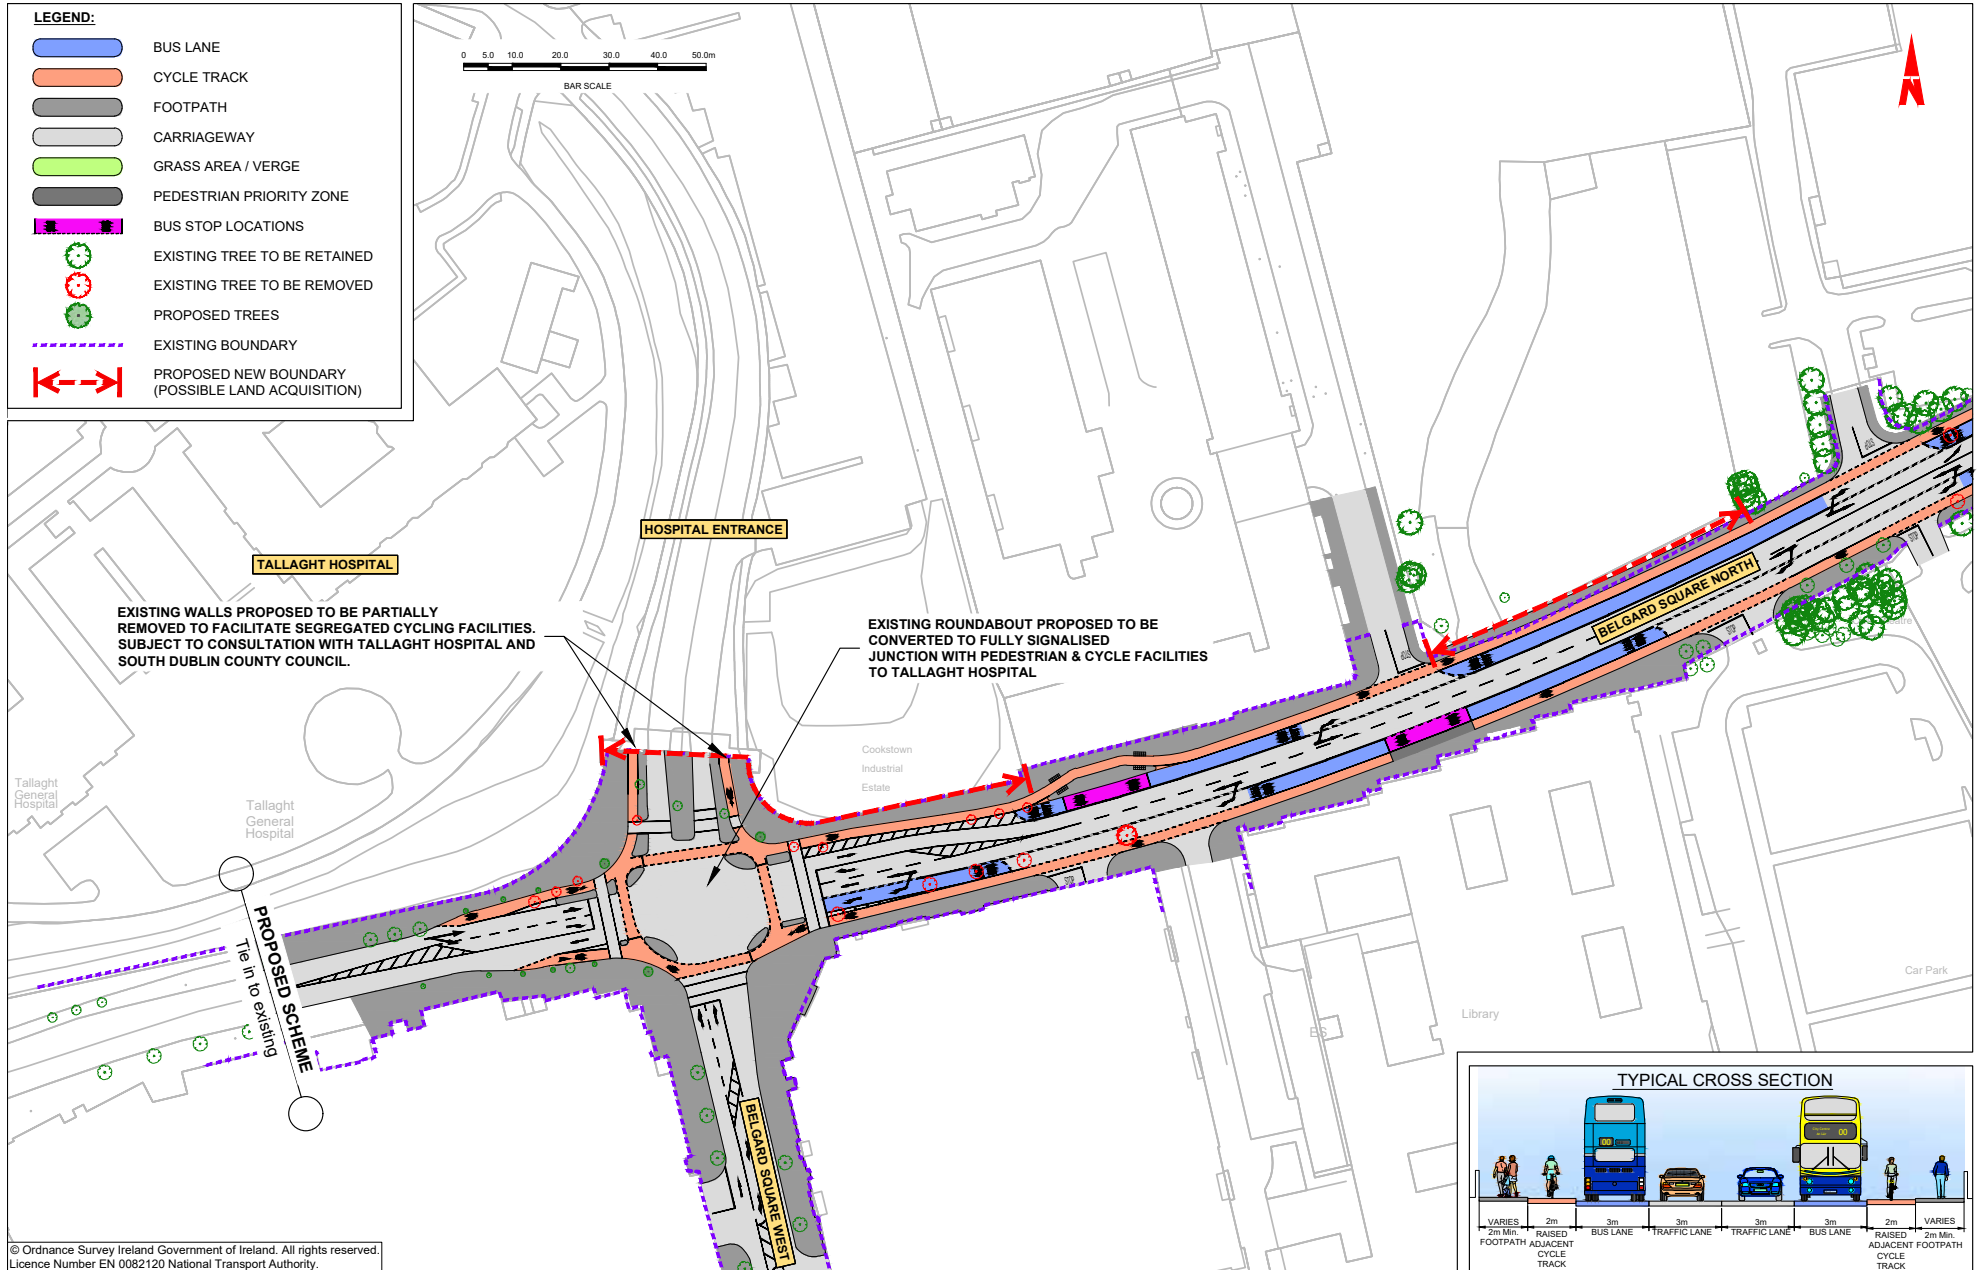 LEGEND:
BUS LANE
CYCLE TRACK
FOOTPATH
CARRIAGEWAY
GRASS AREA / VERGE
PEDESTRIAN PRIORITY ZONE
BUS STOP LOCATIONS
EXISTING TREE TO BE RETAINED
EXISTING TREE TO BE REMOVED
PROPOSED TREES
EXISTING BOUNDARY
PROPOSED NEW BOUNDARY
(POSSIBLE LAND ACQUISITION)
0 5.0 10.0 20.0 30.0 40.0 50.0m
BAR SCALE
N
HOSPITAL ENTRANCE
TALLAGHT HOSPITAL
EXISTING WALLS PROPOSED TO BE PARTIALLY
REMOVED TO FACILITATE SEGREGATED CYCLING FACILITIES.
SUBJECT TO CONSULTATION WITH TALLAGHT HOSPITAL AND
SOUTH DUBLIN COUNTY COUNCIL.
EXISTING ROUNDABOUT PROPOSED TO BE
CONVERTED TO FULLY SIGNALISED
JUNCTION WITH PEDESTRIAN & CYCLE FACILITIES
TO TALLAGHT HOSPITAL
BELGARD SQUARE NORTH
Cookstown
Industrial
Estate
Tallaght
General
Hospital
Tallaght
General
Hospital
PROPOSED SCHEME
Tie in to existing
BELGARD SQUARE WEST
STOP
STOP
STOP
STOP
STOP
Car Park
Library
ES
TYPICAL CROSS SECTION
00
00
VARIES
2m Min.
FOOTPATH
2m
RAISED
ADJACENT
CYCLE
TRACK
3m
BUS LANE
3m
TRAFFIC LANE
3m
TRAFFIC LANE
3m
BUS LANE
2m
RAISED
ADJACENT
CYCLE
TRACK
VARIES
2m Min.
FOOTPATH
© Ordnance Survey Ireland Government of Ireland. All rights reserved.
Licence Number EN 0082120 National Transport Authority.